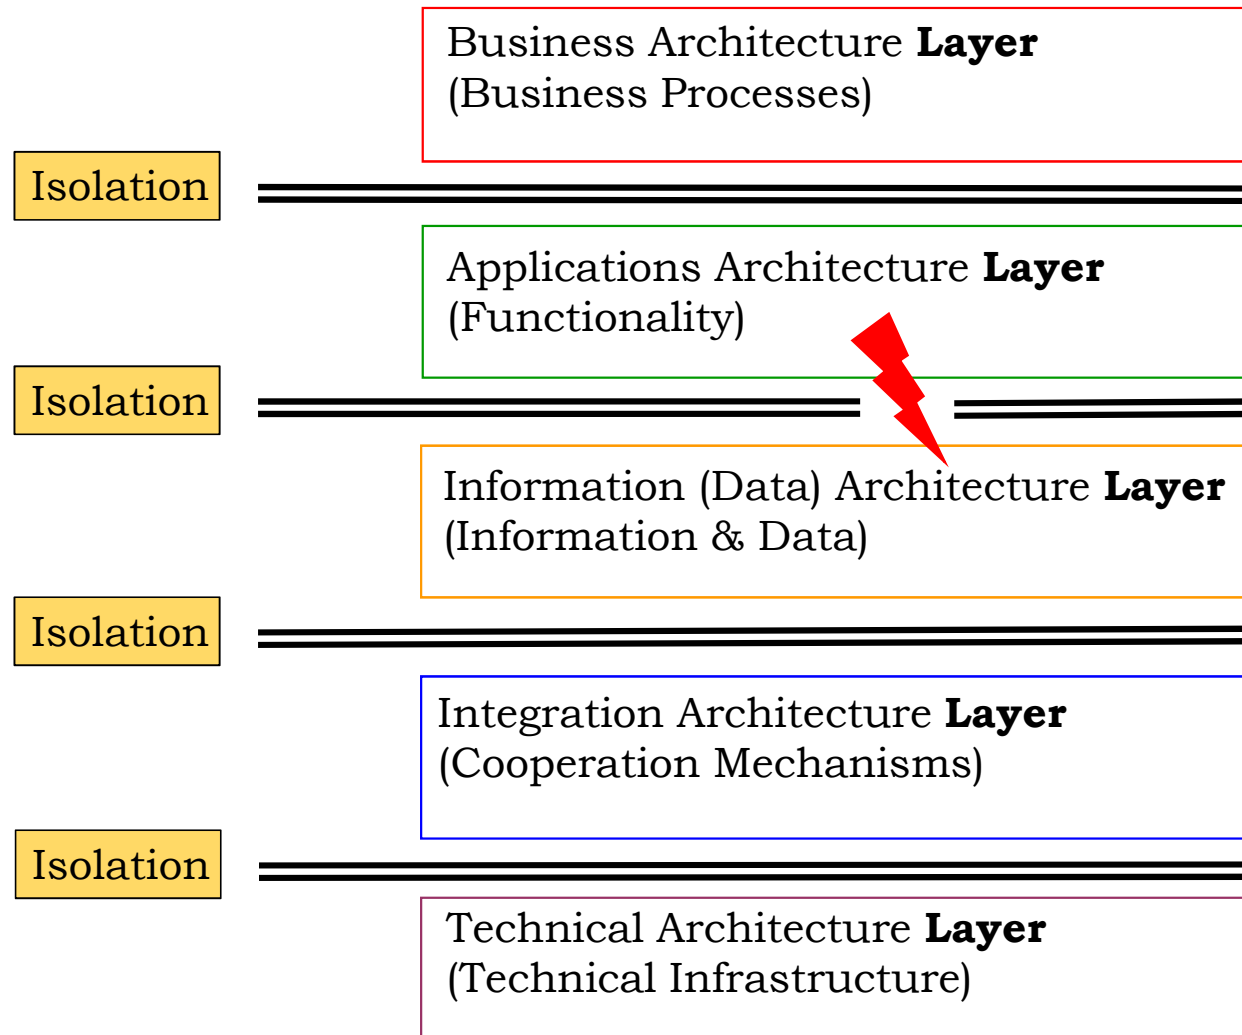 Business Architecture Layer
(Business Processes)
Isolation
Applications Architecture Layer
(Functionality)
Isolation
Information (Data) Architecture Layer
(Information & Data)
Isolation
Integration Architecture Layer
(Cooperation Mechanisms)
Isolation
Technical Architecture Layer
(Technical Infrastructure)